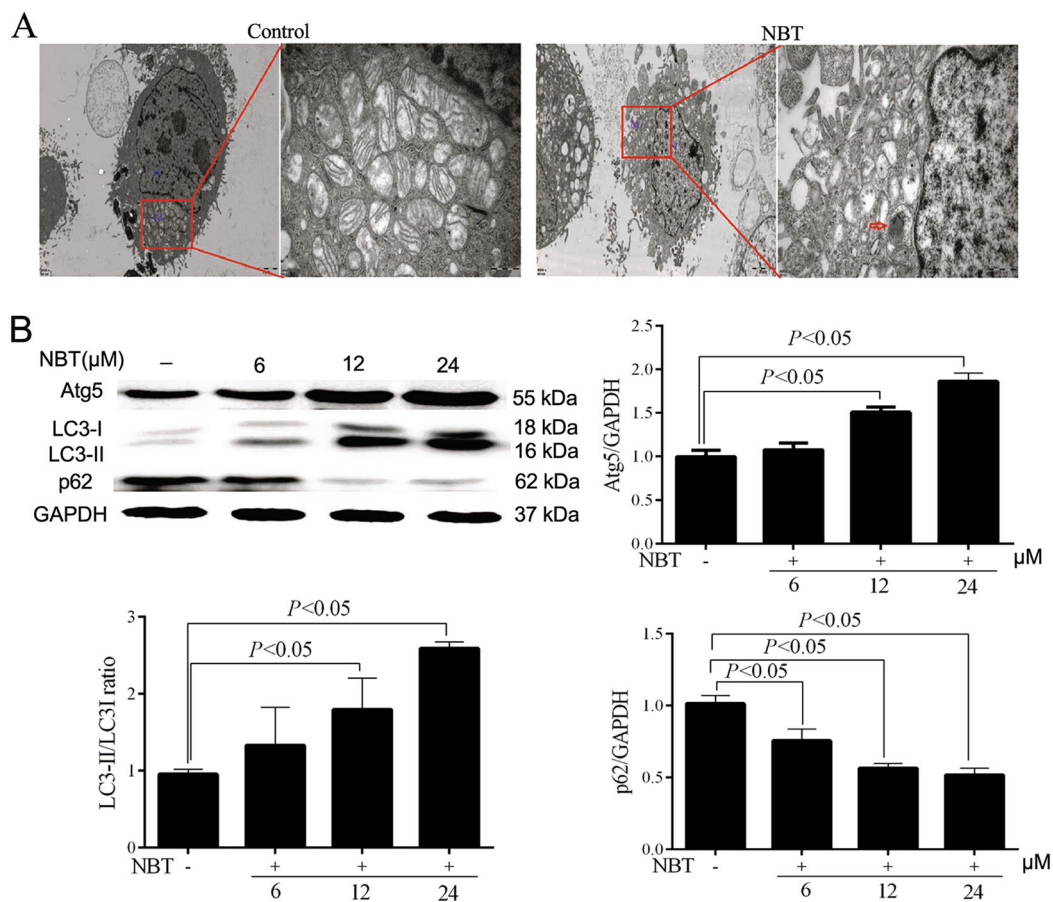 A
Control
NBT
B
NBT(μM) – 6 12 24
Atg5 55 kDa
LC3-I 18 kDa
LC3-II 16 kDa
p62 62 kDa
GAPDH 37 kDa
Atg5/GAPDH
2.5
2.0
1.5
1.0
0.5
0.0
P<0.05
P<0.05
NBT - + + + μM
6 12 24
LC3-II/LC3I ratio
3
2
1
0
P<0.05
P<0.05
NBT - + + +
6 12 24
p62/GAPDH
1.5
1.0
0.5
0.0
P<0.05
P<0.05
P<0.05
NBT - + + + μM
6 12 24